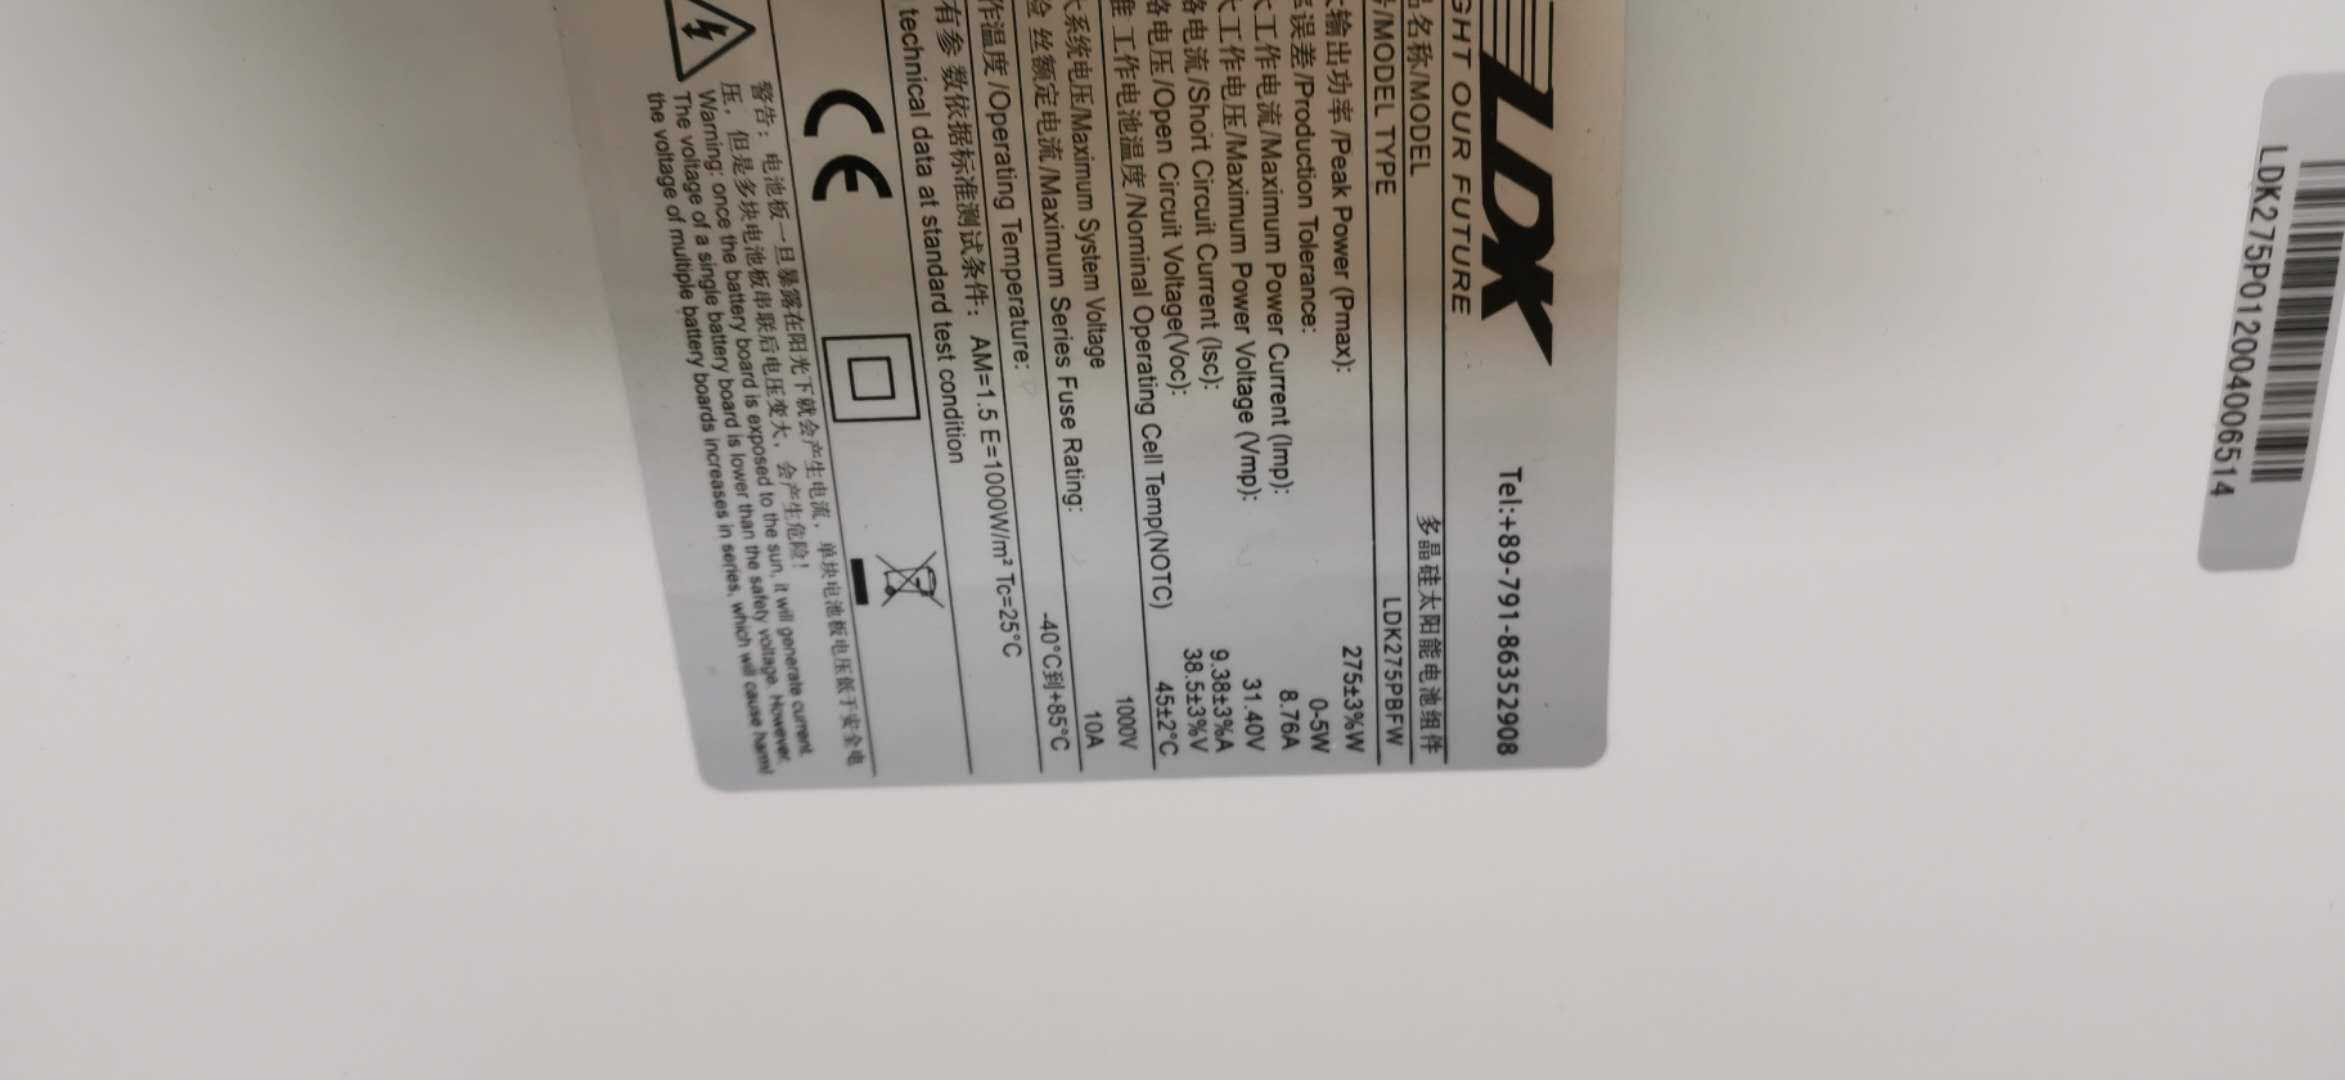 LDK
Tel:+89-791-86352908
GHT OUR FUTURE
名称/MODEL 多晶硅太阳能电池组件
/MODEL TYPE LDK275PBFW
输出功率/Peak Power (Pmax): 275±3%W
误差/Production Tolerance: 0-5W
工作电流/Maximum Power Current (Imp): 8.76A
工作电压/Maximum Power Voltage (Vmp): 31.40V
电流/Short Circuit Current (Isc): 9.38±3%A
电压/Open Circuit Voltage(Voc): 38.5±3%V
工作电池温度/Nominal Operating Cell Temp(NOTC) 45±2°C
系统电压/Maximum System Voltage 1000V
丝额定电流/Maximum Series Fuse Rating: 10A
作温度/Operating Temperature: -40°C到+85°C
有参 数依据标准测试条件: AM=1.5 E=1000W/m² Tc=25°C
technical data at standard test condition
CE
警告：电池板一旦暴露在阳光下就会产生电流，单块电池板电压低于安全电
压，但是多块电池板串联后电压变大，会产生危险！
Warning: once the battery board is exposed to the sun, it will generate current.
The voltage of a single battery board is lower than the safety voltage. However,
the voltage of multiple battery boards increases in series, which will cause harm!
LDK275P012004006514